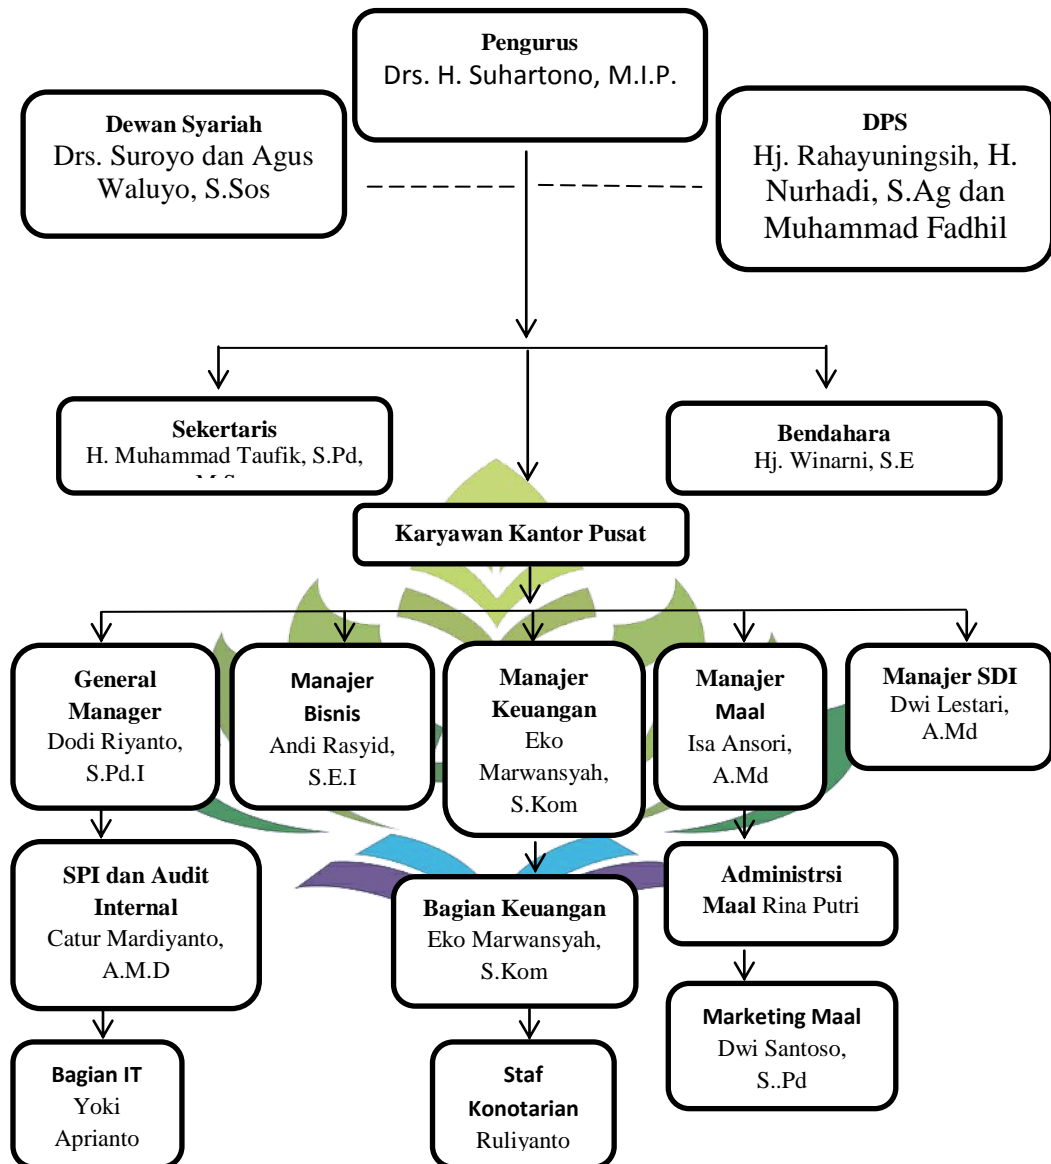 Pengurus
Drs. H. Suhartono, M.I.P.
Dewan Syariah
Drs. Suroyo dan Agus
Waluyo, S.Sos
DPS
Hj. Rahayuningsih, H.
Nurhadi, S.Ag dan
Muhammad Fadhil
Sekertaris
H. Muhammad Taufik, S.Pd,
Bendahara
Hj. Winarni, S.E
Karyawan Kantor Pusat
General
Manager
Dodi Riyanto,
S.Pd.I
Manajer
Bisnis
Andi Rasyid,
S.E.I
Manajer
Keuangan
Eko
Marwansyah,
S.Kom
Manajer
Maal
Isa Ansori,
A.Md
Manajer SDI
Dwi Lestari,
A.Md
SPI dan Audit
Internal
Catur Mardiyanto,
A.M.D
Bagian Keuangan
Eko Marwansyah,
S.Kom
Administrsi
Maal Rina Putri
Marketing Maal
Dwi Santoso,
S..Pd
Bagian IT
Yoki
Aprianto
Staf
Konotarian
Ruliyanto